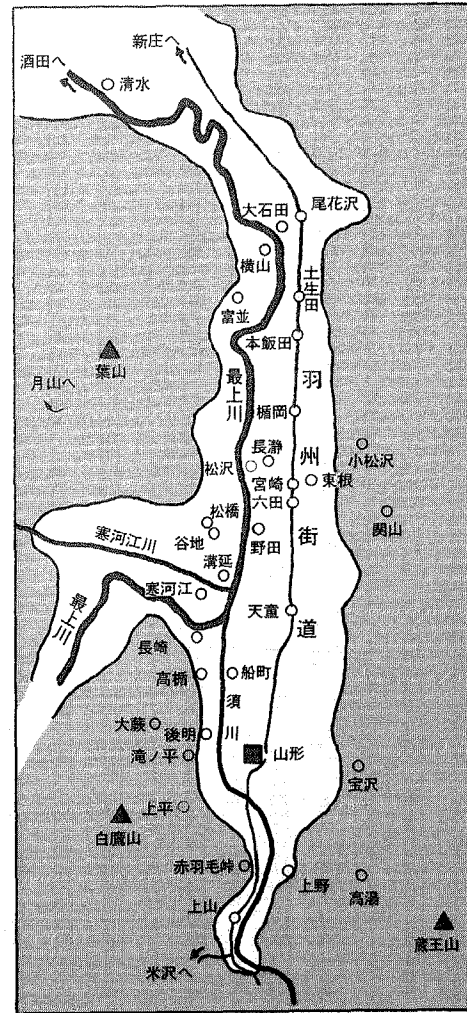 新庄へ
酒田へ
清水
大石田
尾花沢
横山
土生田
富並
本飯田
葉山
羽州街道
月山へ
最上川
楯岡
長瀞
小松沢
松沢
宮崎
東根
六田
松橋
関山
谷地
野田
寒河江川
溝延
寒河江
最上川
天童
長崎
高楯
船町
須川
大蕨
後明
山形
滝ノ平
宝沢
上平
白鷹山
赤羽毛峠
上野
高湯
上山
蔵王山
米沢へ